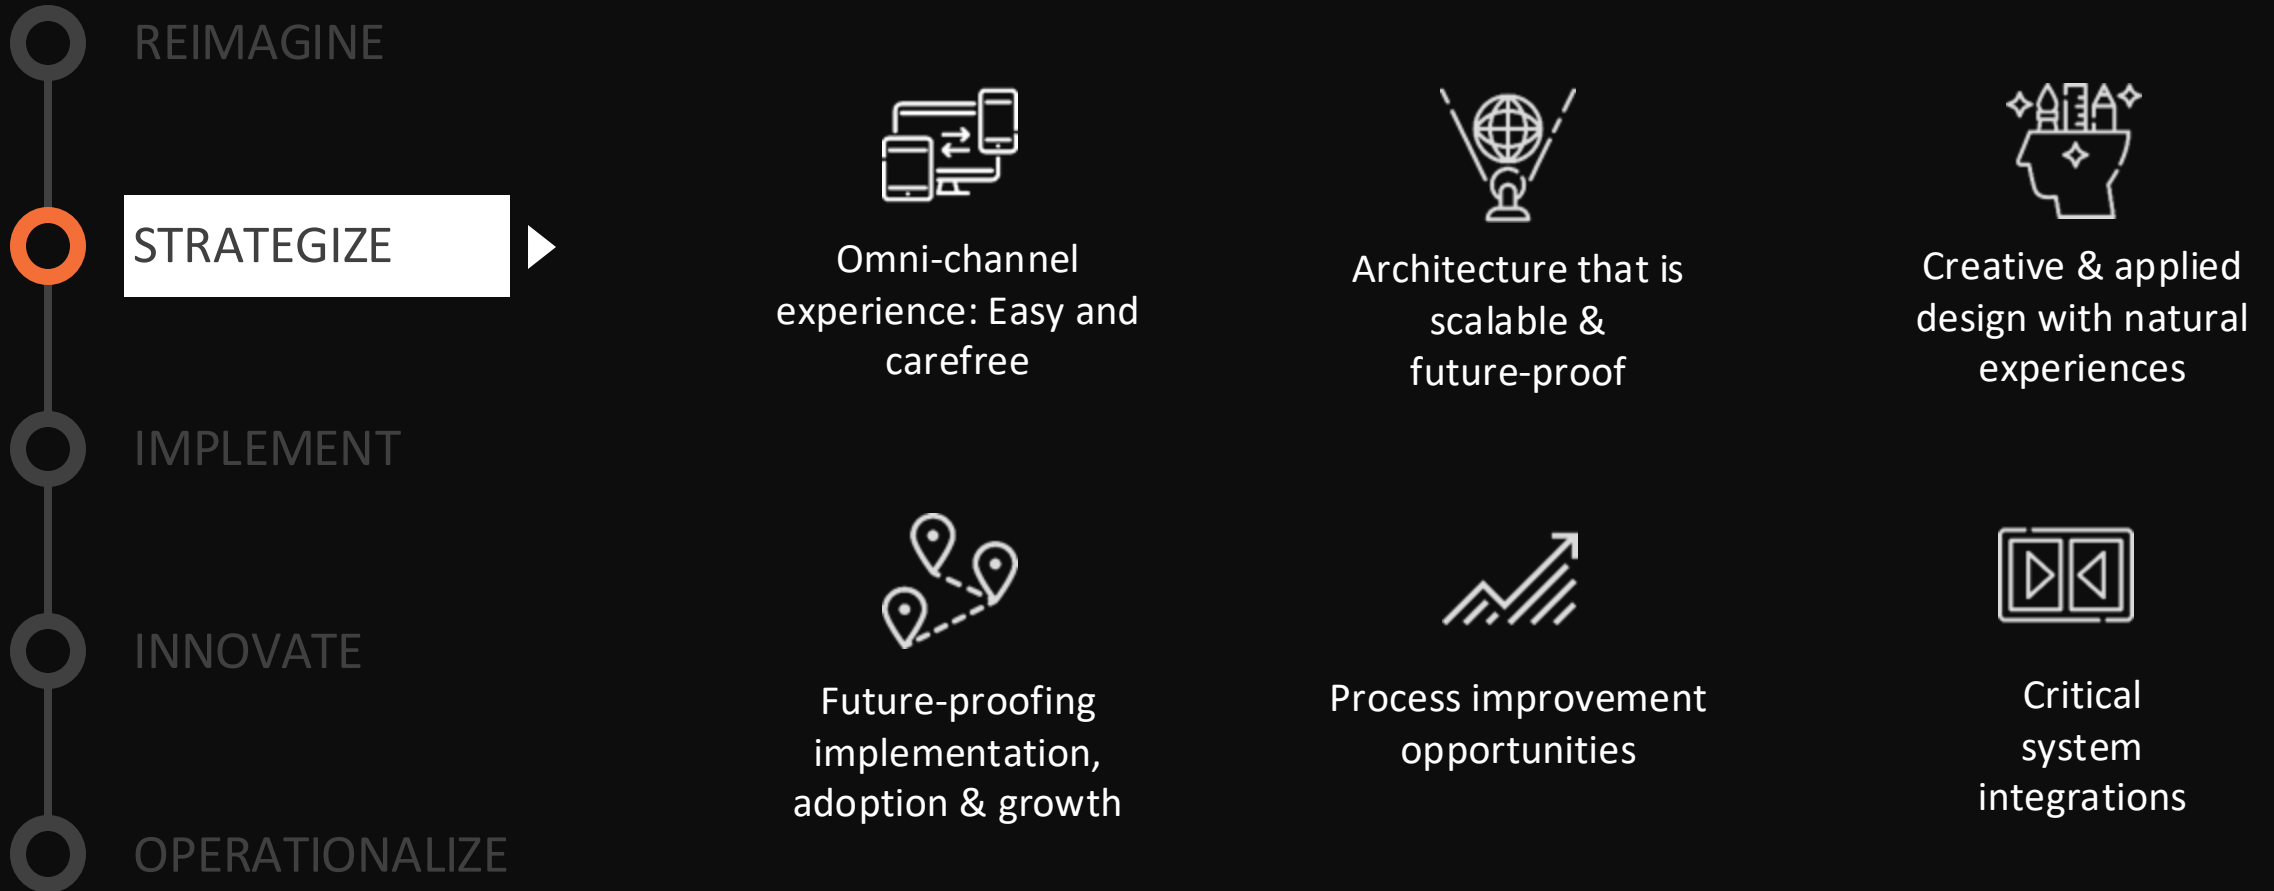 REIMAGINE
STRATEGIZE
IMPLEMENT
INNOVATE
OPERATIONALIZE
Omni-channel
experience: Easy and
carefree
Architecture that is
scalable &
future-proof
Creative & applied
design with natural
experiences
Future-proofing
implementation,
adoption & growth
Process improvement
opportunities
Critical
system
integrations